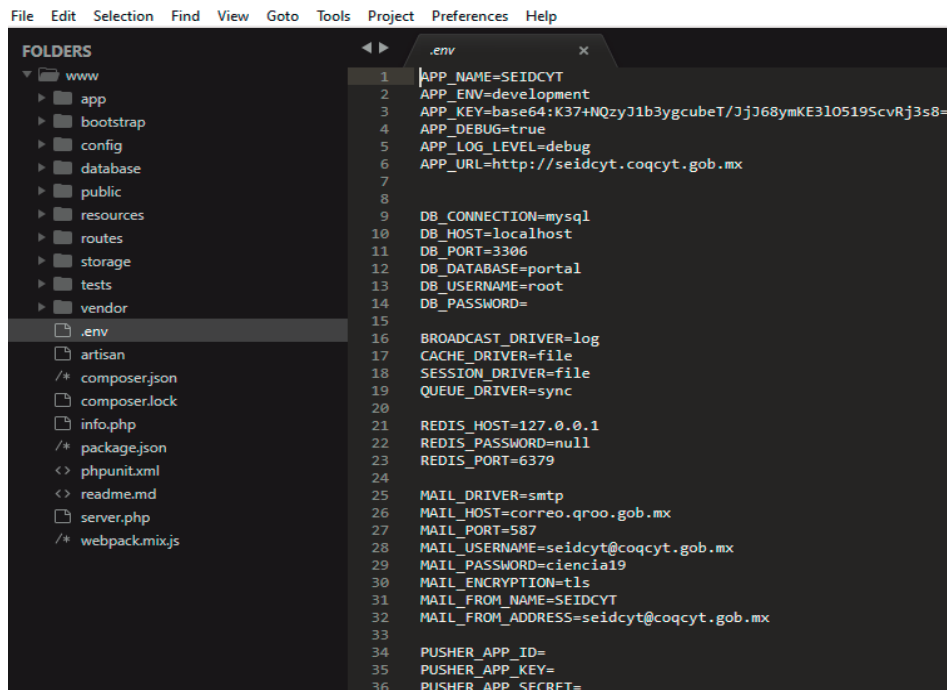 File Edit Selection Find View Goto Tools Project Preferences Help
FOLDERS
www
app
bootstrap
config
database
public
resources
routes
storage
tests
vendor
.env
artisan
composer.json
composer.lock
info.php
package.json
phpunit.xml
readme.md
server.php
webpack.mix.js
.env
1 APP_NAME=SEIDCYT
2 APP_ENV=development
3 APP_KEY=base64:K37+NQzyJ1b3ygcubeT/JjJ68ymKE3lO519ScvRj3s8=
4 APP_DEBUG=true
5 APP_LOG_LEVEL=debug
6 APP_URL=http://seidcyt.coqcyt.gob.mx
7
8
9 DB_CONNECTION=mysql
10 DB_HOST=localhost
11 DB_PORT=3306
12 DB_DATABASE=portal
13 DB_USERNAME=root
14 DB_PASSWORD=
15
16 BROADCAST_DRIVER=log
17 CACHE_DRIVER=file
18 SESSION_DRIVER=file
19 QUEUE_DRIVER=sync
20
21 REDIS_HOST=127.0.0.1
22 REDIS_PASSWORD=null
23 REDIS_PORT=6379
24
25 MAIL_DRIVER=smtp
26 MAIL_HOST=correo.qroo.gob.mx
27 MAIL_PORT=587
28 MAIL_USERNAME=seidcyt@coqcyt.gob.mx
29 MAIL_PASSWORD=ciencia19
30 MAIL_ENCRYPTION=tls
31 MAIL_FROM_NAME=SEIDCYT
32 MAIL_FROM_ADDRESS=seidcyt@coqcyt.gob.mx
33
34 PUSHER_APP_ID=
35 PUSHER_APP_KEY=
36 PUSHER_APP_SECRET=